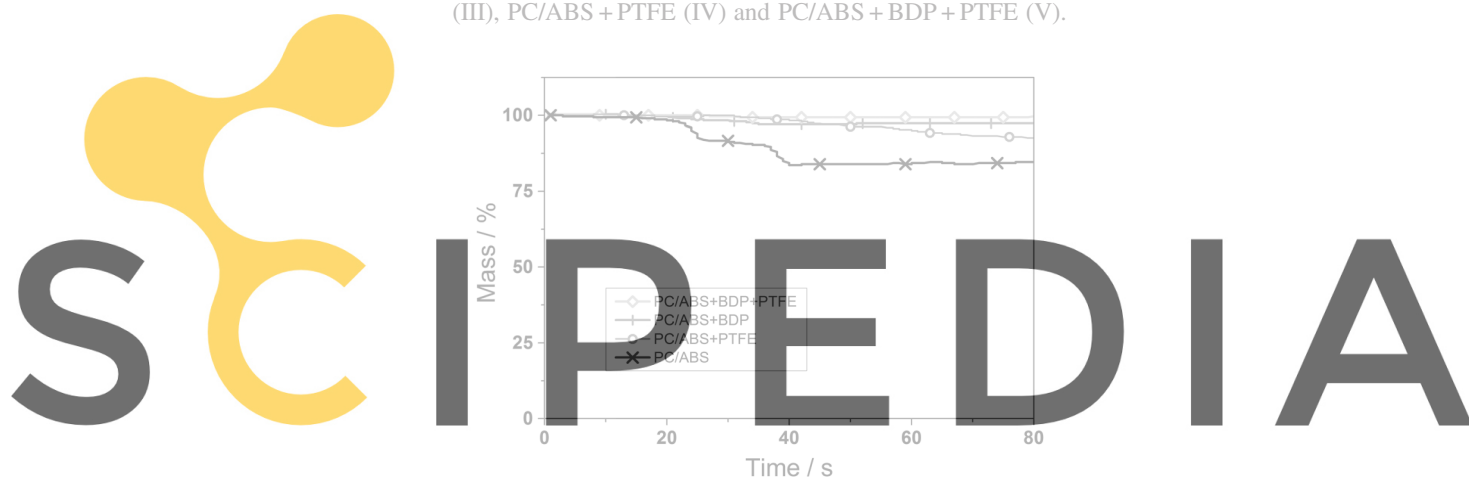 (III), PC/ABS + PTFE (IV) and PC/ABS + BDP + PTFE (V).
100
75
50
25
0
Mass / %
PC/ABS+BDP+PTFE
PC/ABS+BDP
PC/ABS+PTFE
PC/ABS
0 20 40 60 80
Time / s
SCIPEDIA